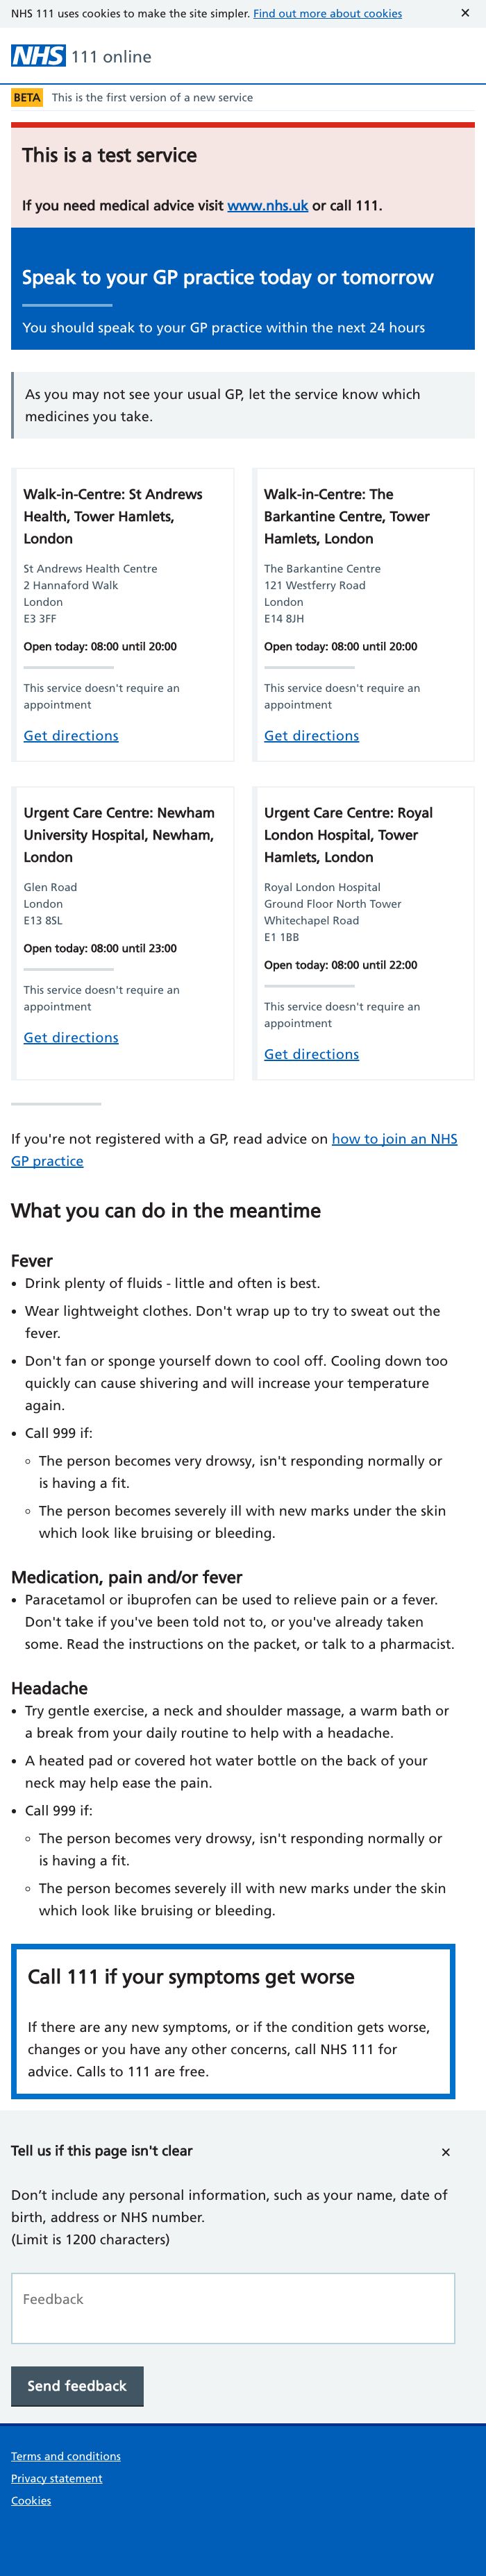 NHS 111 uses cookies to make the site simpler. Find out more about cookies ×
NHS 111 online
BETA This is the first version of a new service
This is a test service
If you need medical advice visit www.nhs.uk or call 111.
Speak to your GP practice today or tomorrow
You should speak to your GP practice within the next 24 hours
As you may not see your usual GP, let the service know which
medicines you take.
Walk-in-Centre: St Andrews
Health, Tower Hamlets,
London
St Andrews Health Centre
2 Hannaford Walk
London
E3 3FF
Open today: 08:00 until 20:00
This service doesn't require an
appointment
Get directions
Walk-in-Centre: The
Barkantine Centre, Tower
Hamlets, London
The Barkantine Centre
121 Westferry Road
London
E14 8JH
Open today: 08:00 until 20:00
This service doesn't require an
appointment
Get directions
Urgent Care Centre: Newham
University Hospital, Newham,
London
Glen Road
London
E13 8SL
Open today: 08:00 until 23:00
This service doesn't require an
appointment
Get directions
Urgent Care Centre: Royal
London Hospital, Tower
Hamlets, London
Royal London Hospital
Ground Floor North Tower
Whitechapel Road
E1 1BB
Open today: 08:00 until 22:00
This service doesn't require an
appointment
Get directions
If you're not registered with a GP, read advice on how to join an NHS
GP practice
What you can do in the meantime
Fever
• Drink plenty of fluids - little and often is best.
• Wear lightweight clothes. Don't wrap up to try to sweat out the
fever.
• Don't fan or sponge yourself down to cool off. Cooling down too
quickly can cause shivering and will increase your temperature
again.
• Call 999 if:
◦ The person becomes very drowsy, isn't responding normally or
is having a fit.
◦ The person becomes severely ill with new marks under the skin
which look like bruising or bleeding.
Medication, pain and/or fever
• Paracetamol or ibuprofen can be used to relieve pain or a fever.
Don't take if you've been told not to, or you've already taken
some. Read the instructions on the packet, or talk to a pharmacist.
Headache
• Try gentle exercise, a neck and shoulder massage, a warm bath or
a break from your daily routine to help with a headache.
• A heated pad or covered hot water bottle on the back of your
neck may help ease the pain.
• Call 999 if:
◦ The person becomes very drowsy, isn't responding normally or
is having a fit.
◦ The person becomes severely ill with new marks under the skin
which look like bruising or bleeding.
Call 111 if your symptoms get worse
If there are any new symptoms, or if the condition gets worse,
changes or you have any other concerns, call NHS 111 for
advice. Calls to 111 are free.
Tell us if this page isn't clear ×
Don’t include any personal information, such as your name, date of
birth, address or NHS number.
(Limit is 1200 characters)
Feedback
Send feedback
Terms and conditions
Privacy statement
Cookies